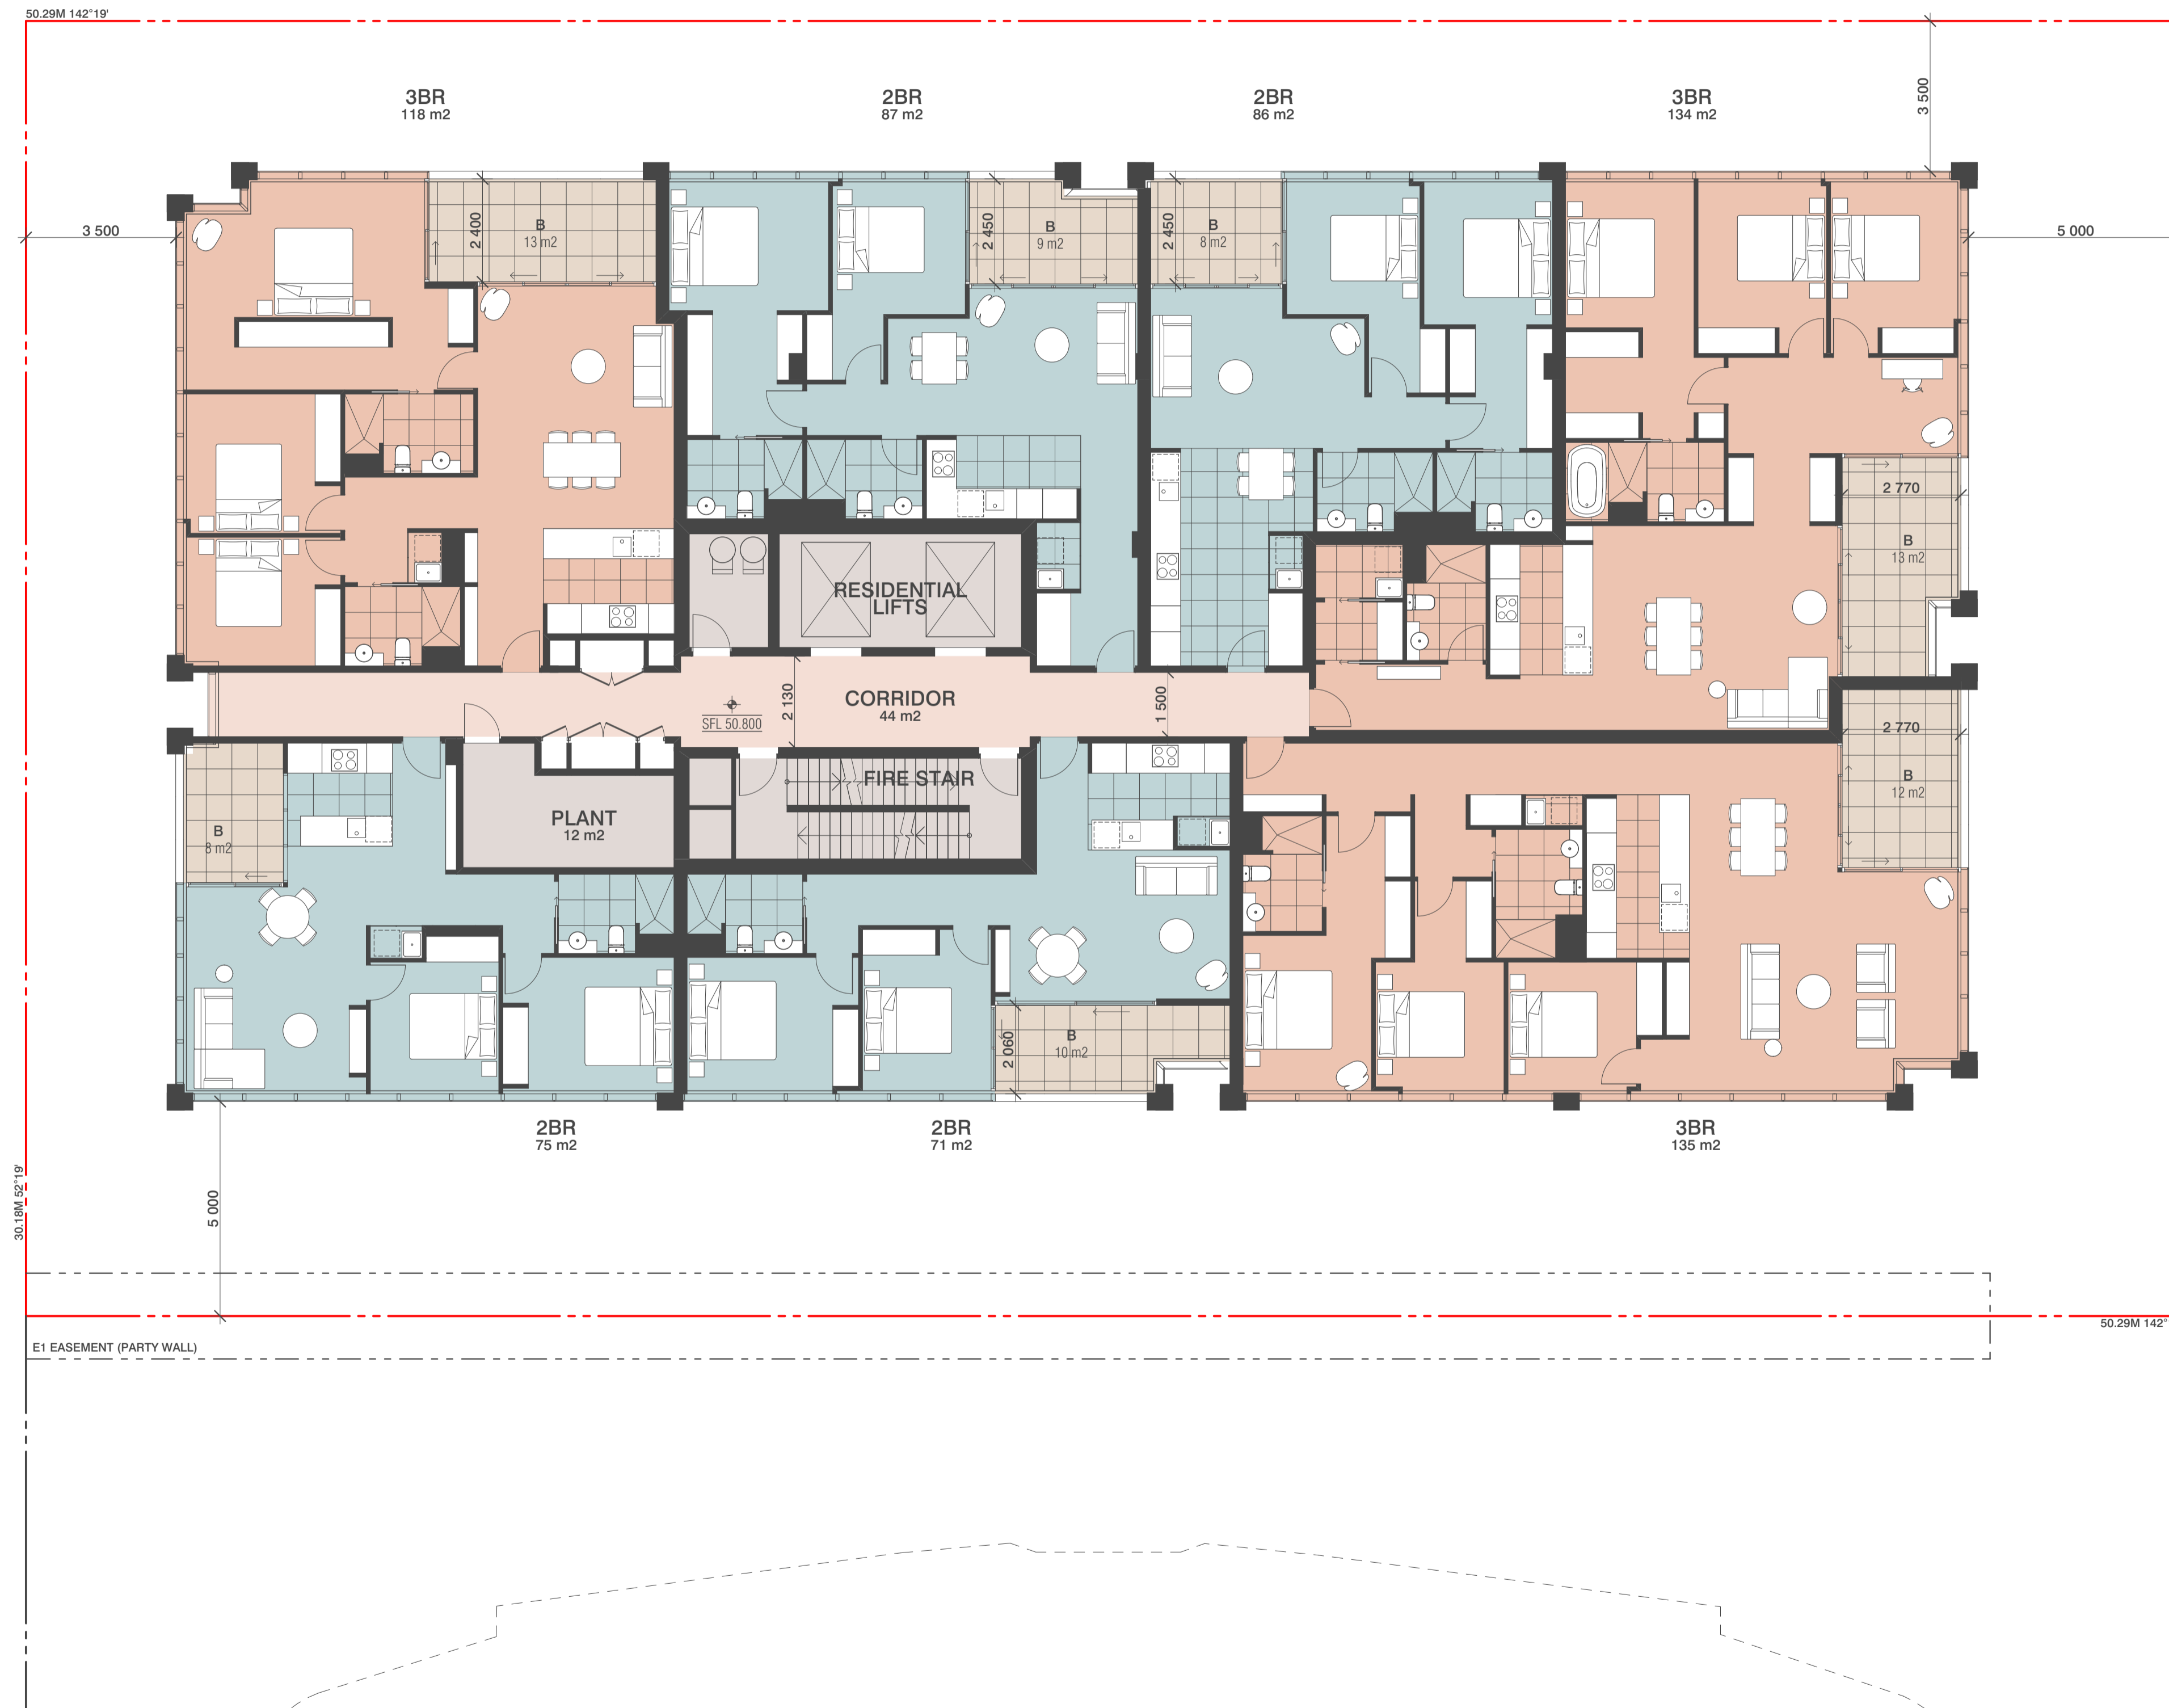 50.29M 142°19'
3 500
3BR
118 m2
2BR
87 m2
2BR
86 m2
3BR
134 m2
3 500
2 400
B
13 m2
2 450
B
9 m2
2 450
B
8 m2
5 000
2 770
B
13 m2
RESIDENTIAL
LIFTS
CORRIDOR
44 m2
SFL 50.800
2 130
1 500
2 770
B
12 m2
FIRE STAIR
PLANT
12 m2
B
8 m2
2 060
B
10 m2
2BR
75 m2
2BR
71 m2
3BR
135 m2
30.18M 52°19'
5 000
50.29M 142°
E1 EASEMENT (PARTY WALL)